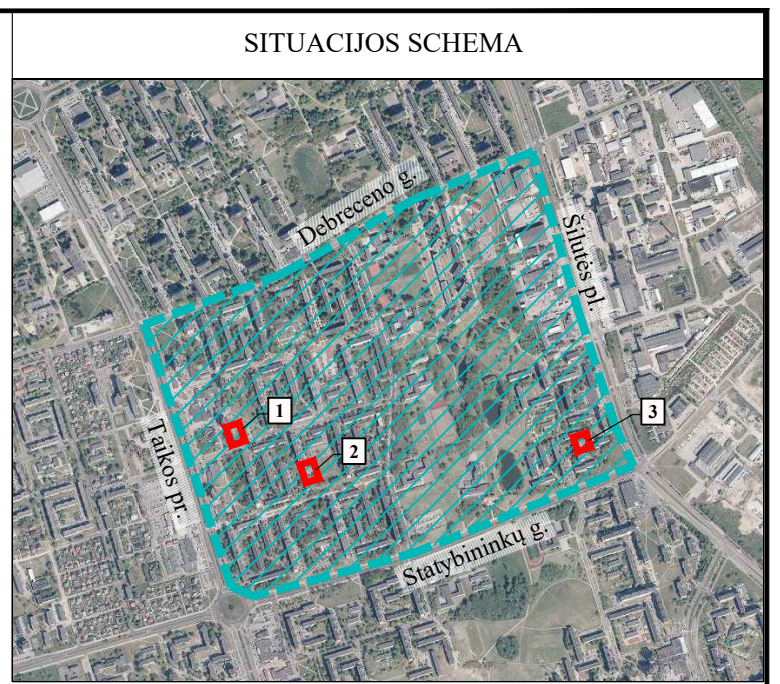 SITUACIJOS SCHEMA
Debreceno g.
Šilutės pl.
1
3
2
Taikos pr.
Statybininkų g.